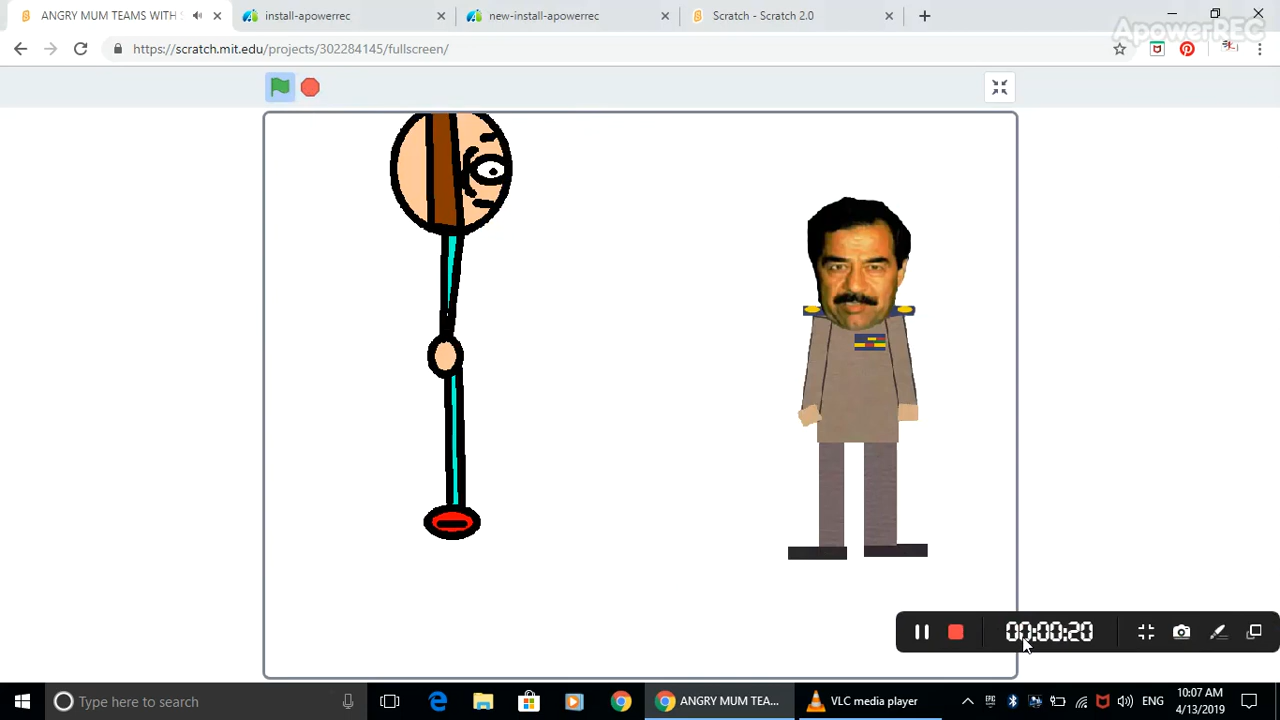 ANGRY MUM TEAMS WITH S
install-apowerrec
new-install-apowerrec
Scratch - Scratch 2.0
ApowerREC
https://scratch.mit.edu/projects/302284145/fullscreen/
00:00:20
Type here to search
ANGRY MUM TEA...
VLC media player
ENG
10:07 AM
4/13/2019